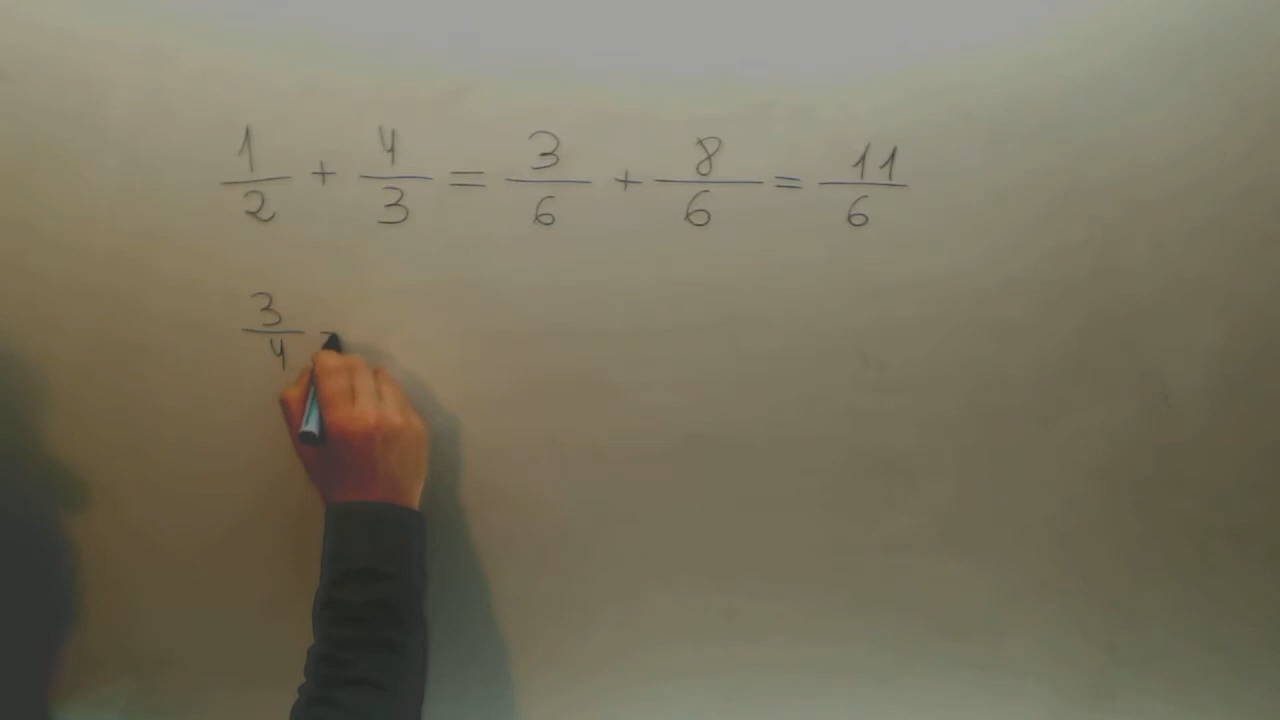 1/2 + 4/3 = 3/6 + 8/6 = 11/6
3/4